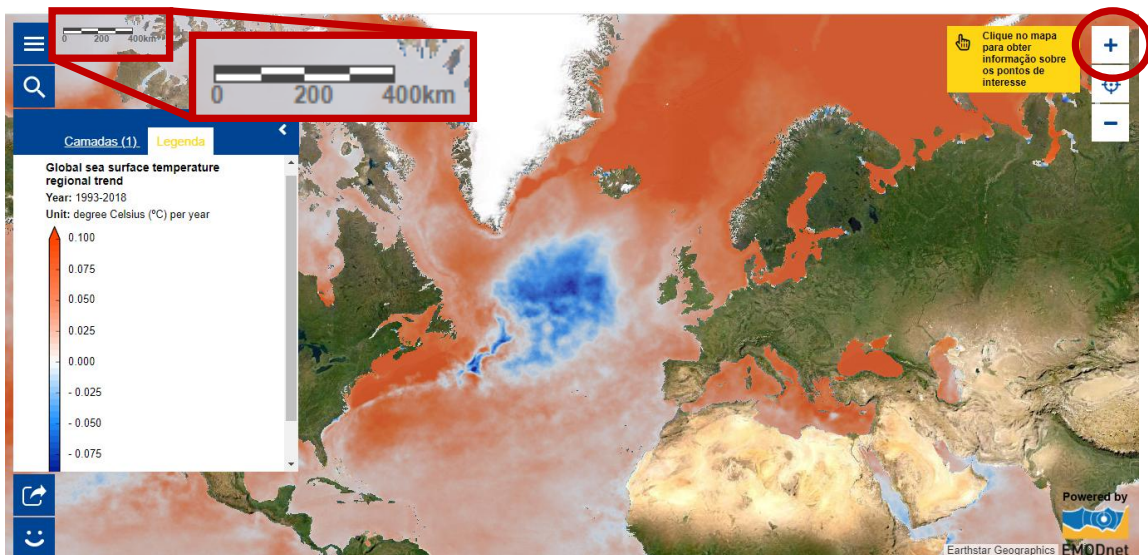 0 200 400km
0 200 400km
Clique no mapa
para obter
informação sobre
os pontos de
interesse
+
−
Camadas (1)
Legenda
Global sea surface temperature
regional trend
Year: 1993-2018
Unit: degree Celsius (ºC) per year
0.100
0.075
0.050
0.025
0.000
- 0.025
- 0.050
- 0.075
Powered by
EMODnet
Earthstar Geographics